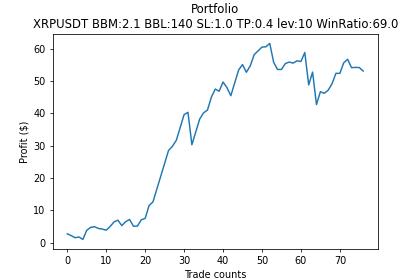 Portfolio
XRPUSDT BBM:2.1 BBL:140 SL:1.0 TP:0.4 lev:10 WinRatio:69.0
60
50
40
30
20
10
0
Profit ($)
0 10 20 30 40 50 60 70
Trade counts